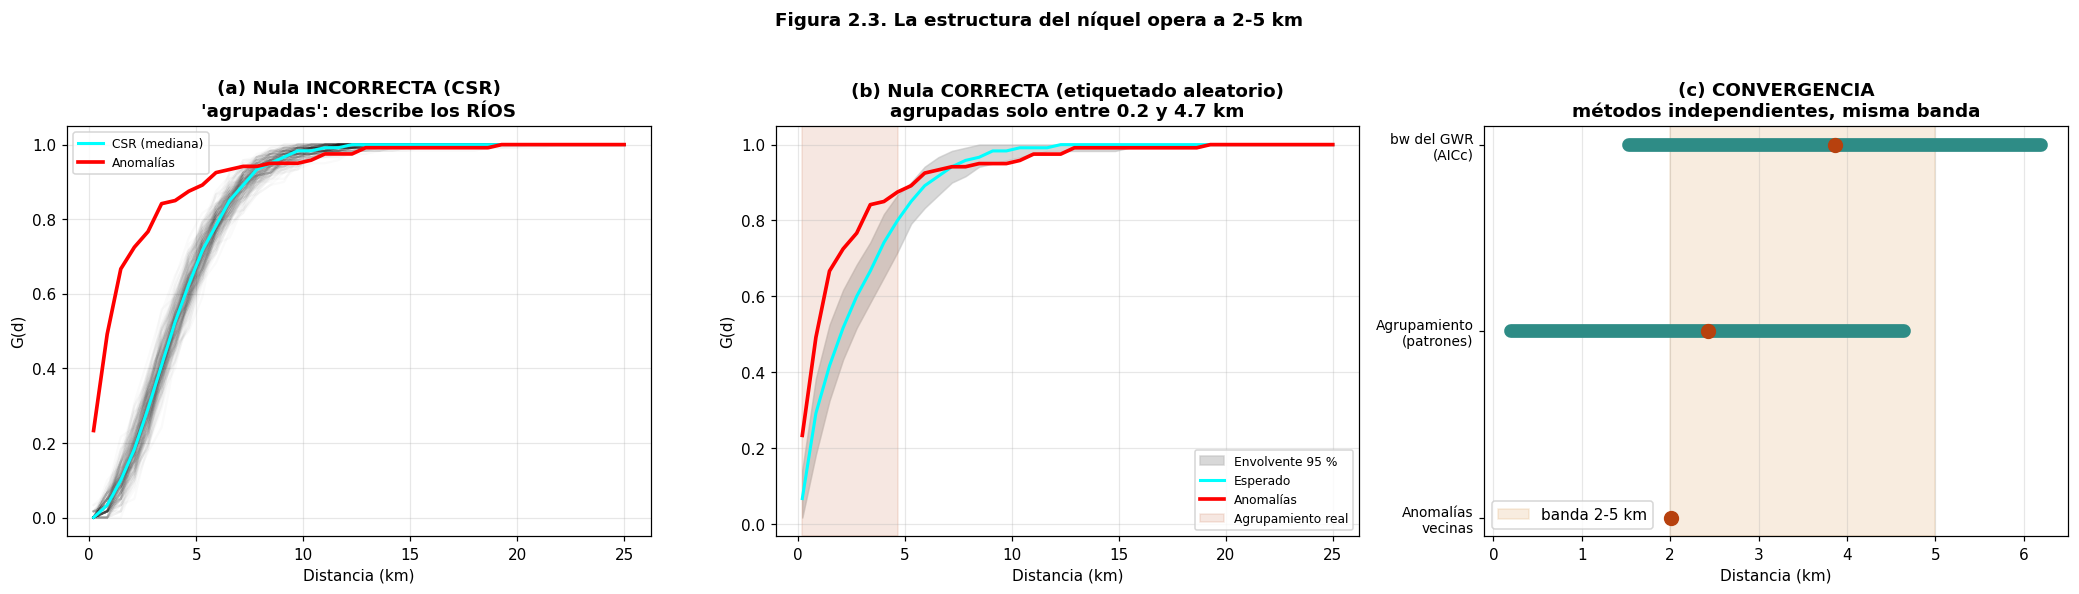 Figura 2.3. La estructura del níquel opera a 2-5 km
(a) Nula INCORRECTA (CSR)
'agrupadas': describe los RÍOS
CSR (mediana)
Anomalías
G(d)
1.0
0.8
0.6
0.4
0.2
0.0
0 5 10 15 20 25
Distancia (km)
(b) Nula CORRECTA (etiquetado aleatorio)
agrupadas solo entre 0.2 y 4.7 km
G(d)
1.0
0.8
0.6
0.4
0.2
0.0
Envolvente 95 %
Esperado
Anomalías
Agrupamiento real
0 5 10 15 20 25
Distancia (km)
(c) CONVERGENCIA
métodos independientes, misma banda
bw del GWR
(AICc)
Agrupamiento
(patrones)
Anomalías
vecinas
banda 2-5 km
0 1 2 3 4 5 6
Distancia (km)